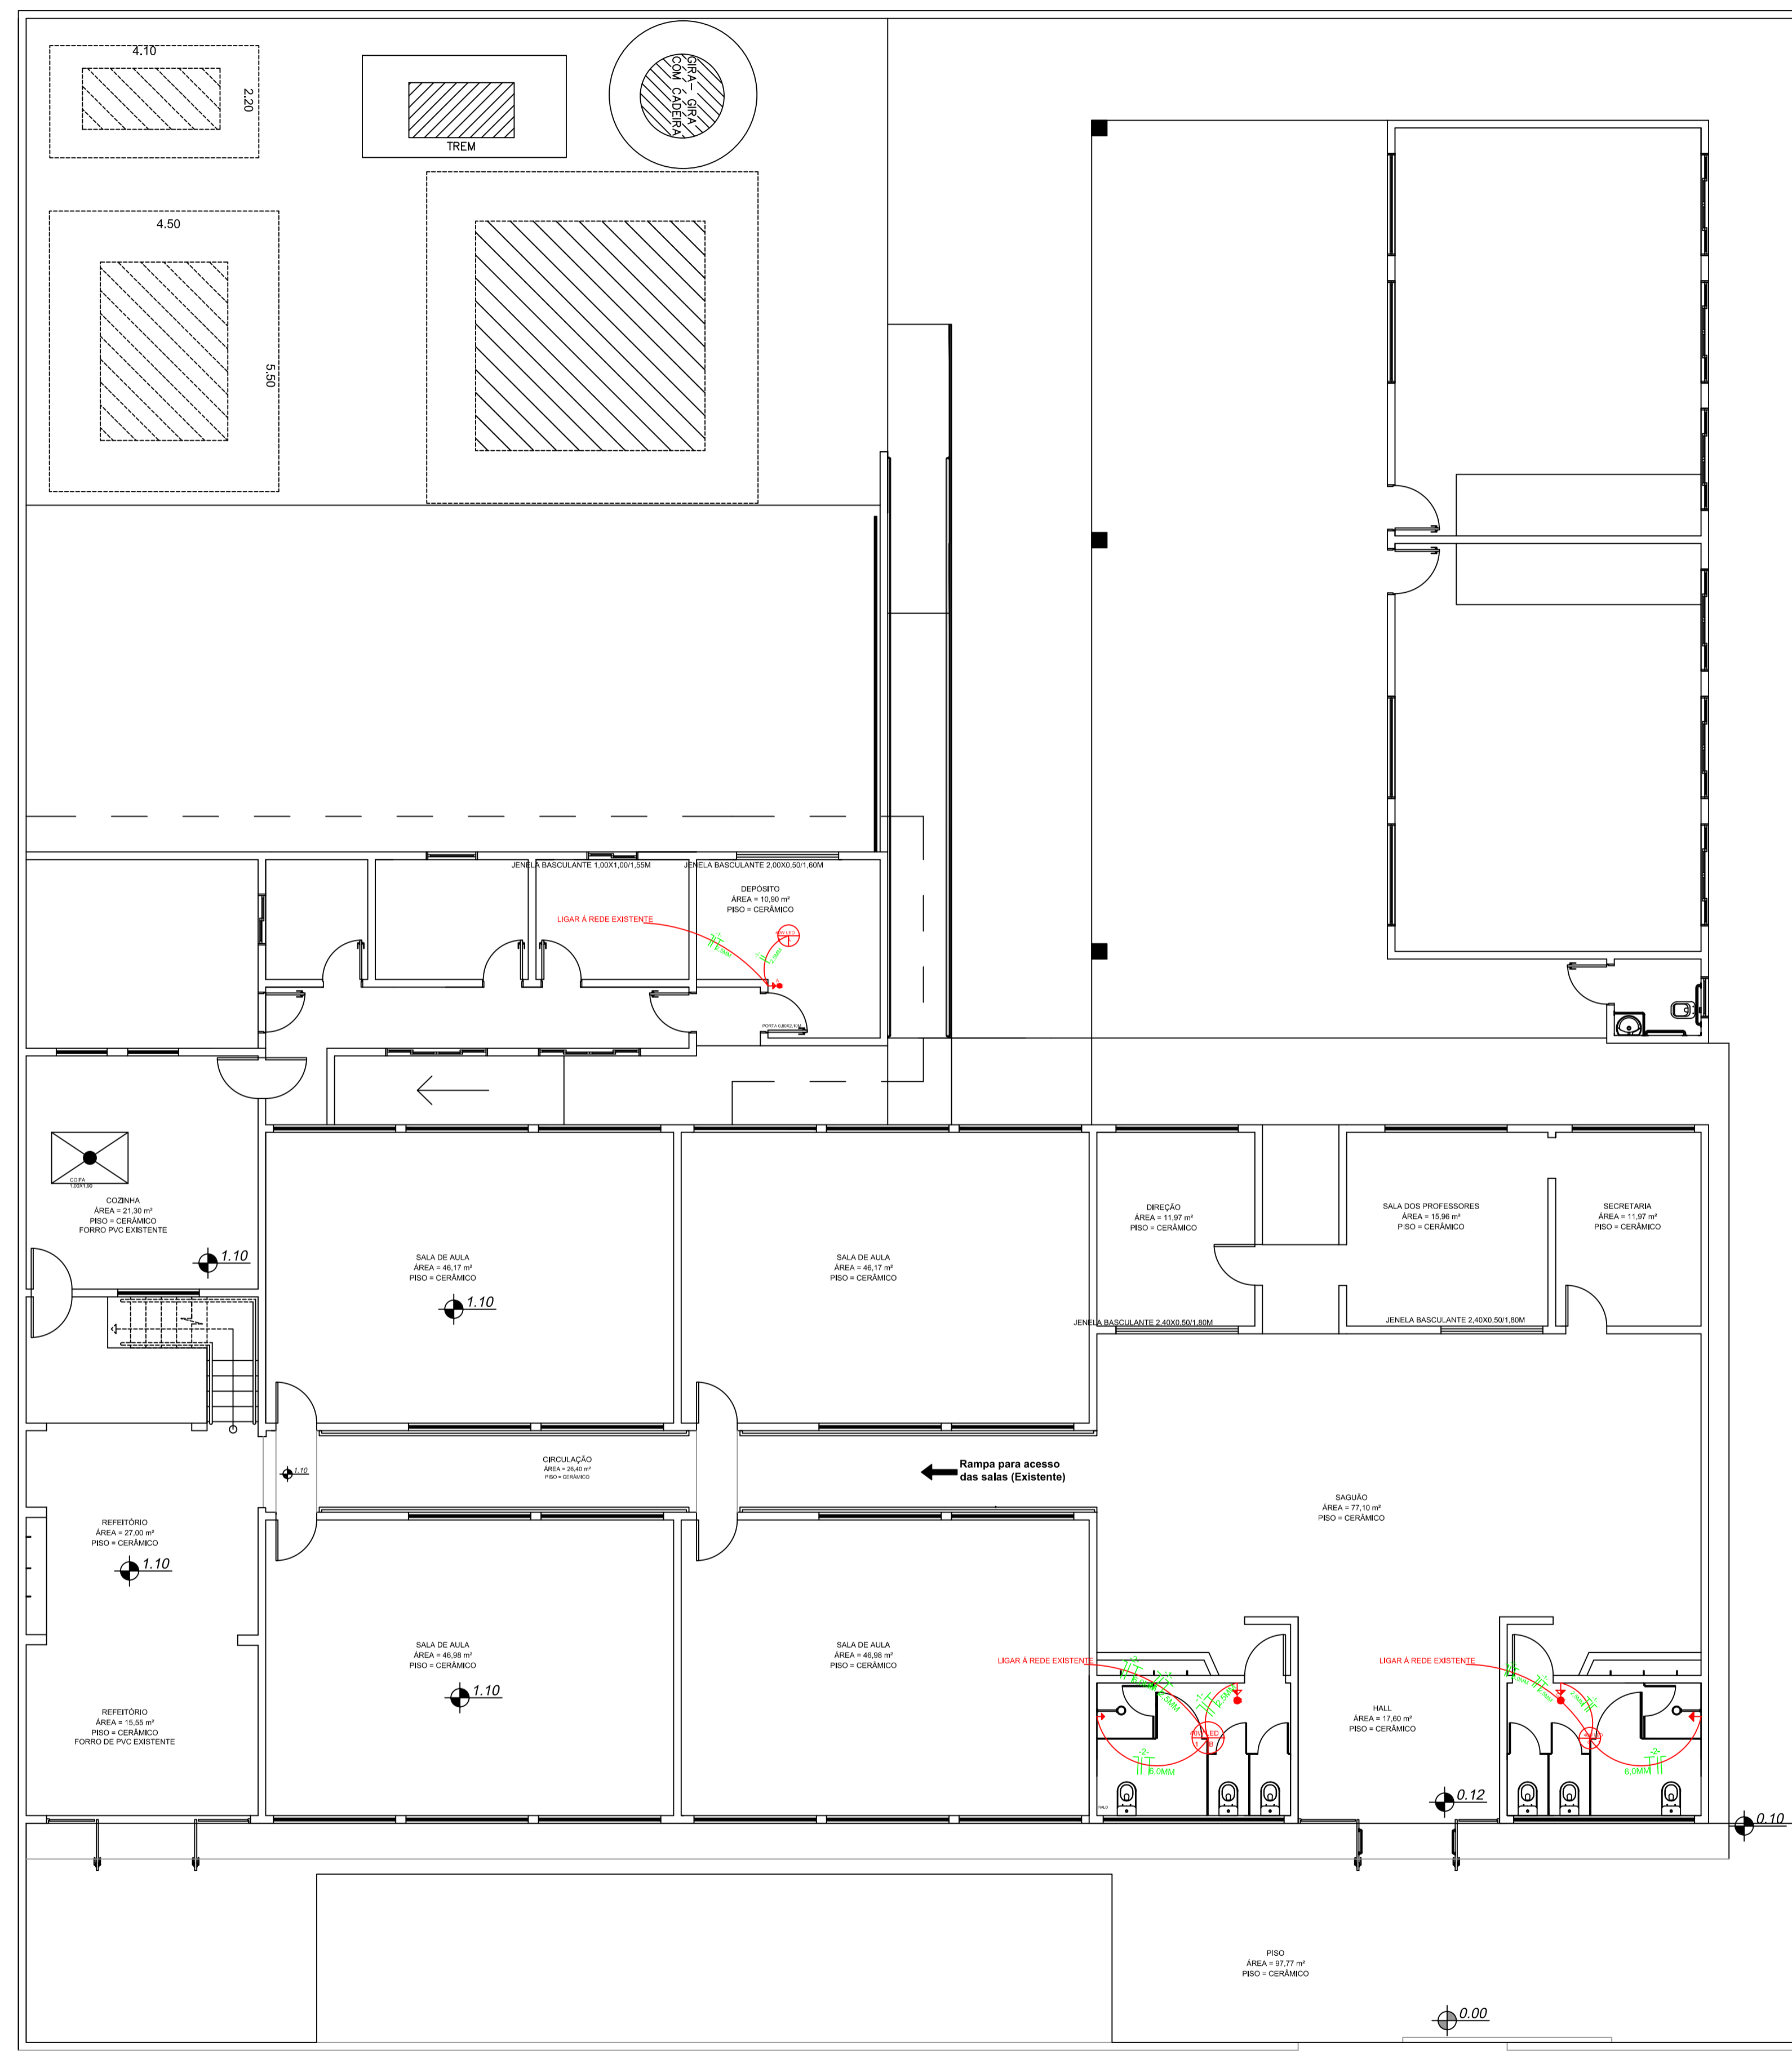 4.10
2.20
TREM
GIRA- GIRA
COM CADEIRA
4.50
5.50
JENELA BASCULANTE 1,00X1,00/1,55M
JENELA BASCULANTE 2,00X0,50/1,60M
DEPÓSITO
ÁREA = 10,90 m²
PISO = CERÂMICO
LIGAR Á REDE EXISTENTE
PORTA 0,80X2,10M
COIFA
COZINHA
ÁREA = 21,30 m²
PISO = CERÂMICO
FORRO PVC EXISTENTE
1.10
SALA DE AULA
ÁREA = 46,17 m²
PISO = CERÂMICO
1.10
SALA DE AULA
ÁREA = 46,17 m²
PISO = CERÂMICO
DIREÇÃO
ÁREA = 11,97 m²
PISO = CERÂMICO
SALA DOS PROFESSORES
ÁREA = 15,96 m²
PISO = CERÂMICO
SECRETARIA
ÁREA = 11,97 m²
PISO = CERÂMICO
JENELA BASCULANTE 2,40X0,50/1,80M
JENELA BASCULANTE 2,40X0,50/1,80M
1.10
CIRCULAÇÃO
ÁREA = 26,40 m²
PISO = CERÂMICO
Rampa para acesso
das salas (Existente)
SAGUÃO
ÁREA = 77,10 m²
PISO = CERÂMICO
REFEITÓRIO
ÁREA = 27,00 m²
PISO = CERÂMICO
1.10
SALA DE AULA
ÁREA = 46,98 m²
PISO = CERÂMICO
1.10
SALA DE AULA
ÁREA = 46,98 m²
PISO = CERÂMICO
LIGAR Á REDE EXISTENTE
LIGAR Á REDE EXISTENTE
REFEITÓRIO
ÁREA = 15,55 m²
PISO = CERÂMICO
FORRO DE PVC EXISTENTE
HALL
ÁREA = 17,60 m²
PISO = CERÂMICO
6,0MM
6,0MM
0.12
0.10
PISO
ÁREA = 97,77 m²
PISO = CERÂMICO
0.00